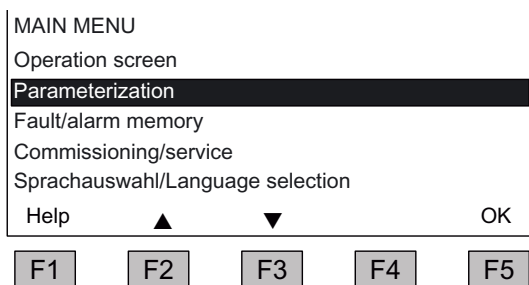 MAIN MENU
Operation screen
Parameterization
Fault/alarm memory
Commissioning/service
Sprachauswahl/Language selection
Help ▲ ▼ OK
F1 F2 F3 F4 F5